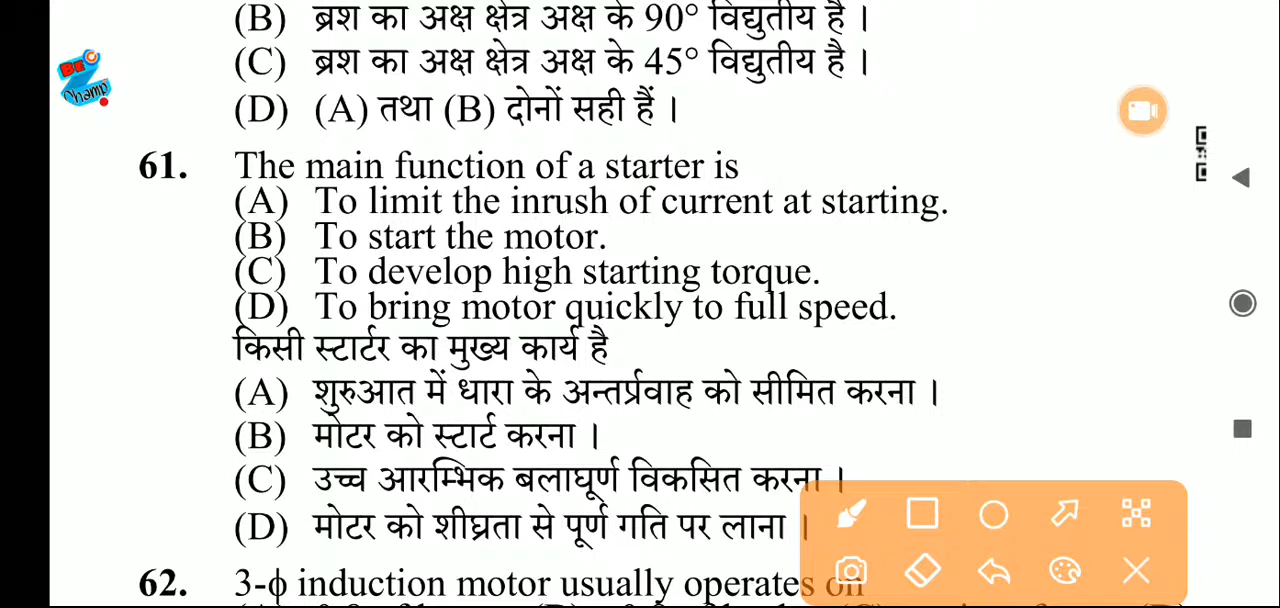 (B) ब्रश का अक्ष क्षेत्र अक्ष के 90° विद्युतीय है ।
(C) ब्रश का अक्ष क्षेत्र अक्ष के 45° विद्युतीय है ।
Be
Champ
(D) (A) तथा (B) दोनों सही हैं ।
61. The main function of a starter is
(A) To limit the inrush of current at starting.
(B) To start the motor.
(C) To develop high starting torque.
(D) To bring motor quickly to full speed.
किसी स्टार्टर का मुख्य कार्य है
(A) शुरुआत में धारा के अन्तर्प्रवाह को सीमित करना ।
(B) मोटर को स्टार्ट करना ।
(C) उच्च आरम्भिक बलाघूर्ण विकसित करना ।
(D) मोटर को शीघ्रता से पूर्ण गति पर लाना ।
62. 3-ϕ induction motor usually operates on